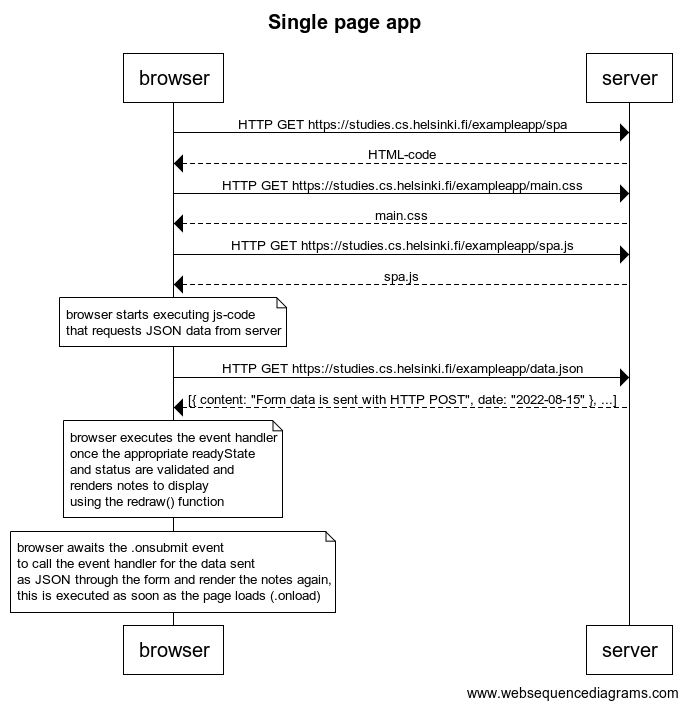 Single page app
browser
server
HTTP GET https://studies.cs.helsinki.fi/exampleapp/spa
HTML-code
HTTP GET https://studies.cs.helsinki.fi/exampleapp/main.css
main.css
HTTP GET https://studies.cs.helsinki.fi/exampleapp/spa.js
spa.js
browser starts executing js-code
that requests JSON data from server
HTTP GET https://studies.cs.helsinki.fi/exampleapp/data.json
[{ content: "Form data is sent with HTTP POST", date: "2022-08-15" }, ...]
browser executes the event handler
once the appropriate readyState
and status are validated and
renders notes to display
using the redraw() function
browser awaits the .onsubmit event
to call the event handler for the data sent
as JSON through the form and render the notes again,
this is executed as soon as the page loads (.onload)
browser
server
www.websequencediagrams.com